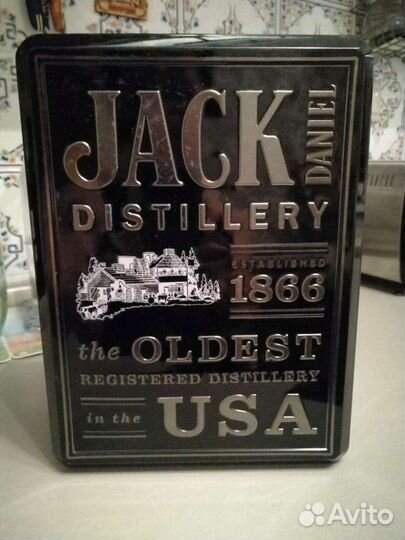 JACK
DANIEL
DISTILLERY
ESTABLISHED
1866
the OLDEST
REGISTERED DISTILLERY
in the USA
Avito